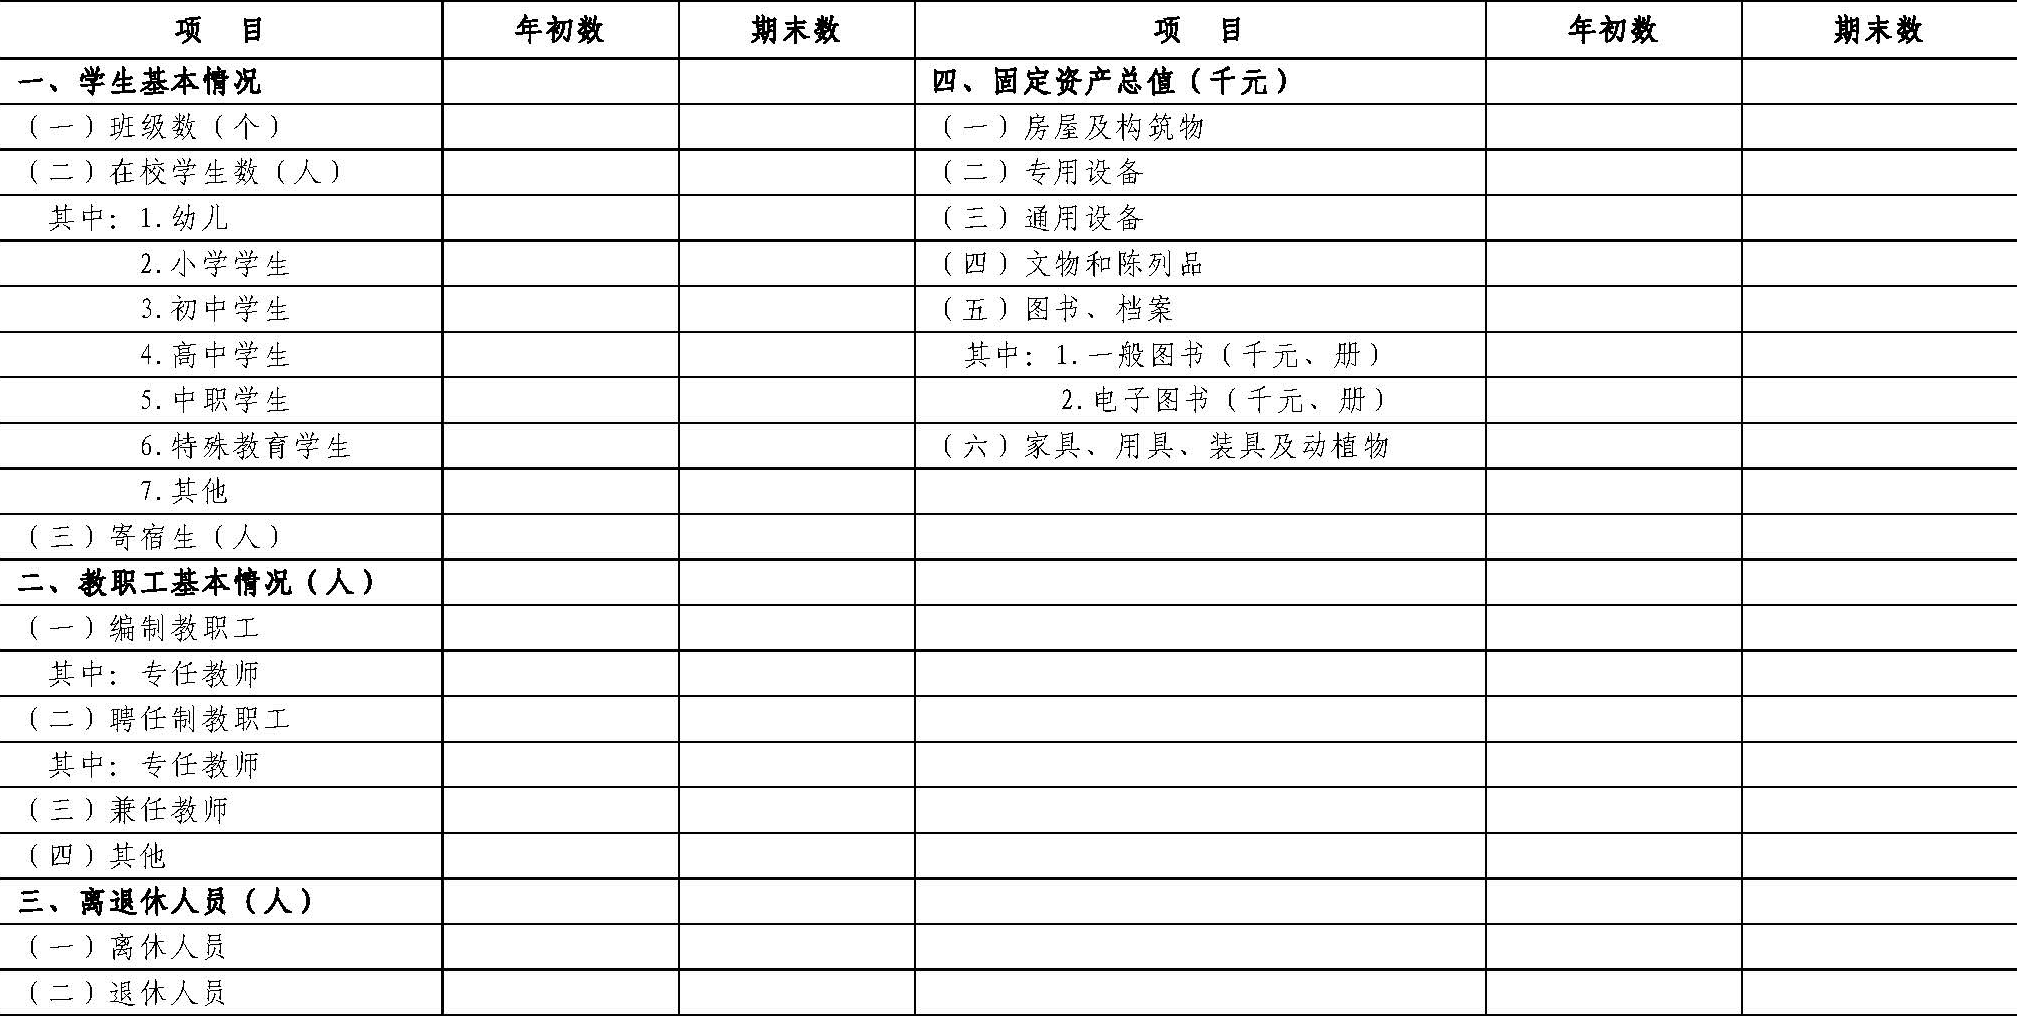 项 目 年初数 期末数 项 目 年初数 期末数
一、学生基本情况 四、固定资产总值（千元）
（一）班级数（个） （一）房屋及构筑物
（二）在校学生数（人） （二）专用设备
其中：1.幼儿 （三）通用设备
2.小学学生 （四）文物和陈列品
3.初中学生 （五）图书、档案
4.高中学生 其中：1.一般图书（千元、册）
5.中职学生 2.电子图书（千元、册）
6.特殊教育学生 （六）家具、用具、装具及动植物
7.其他
（三）寄宿生（人）
二、教职工基本情况（人）
（一）编制教职工
其中：专任教师
（二）聘任制教职工
其中：专任教师
（三）兼任教师
（四）其他
三、离退休人员（人）
（一）离休人员
（二）退休人员